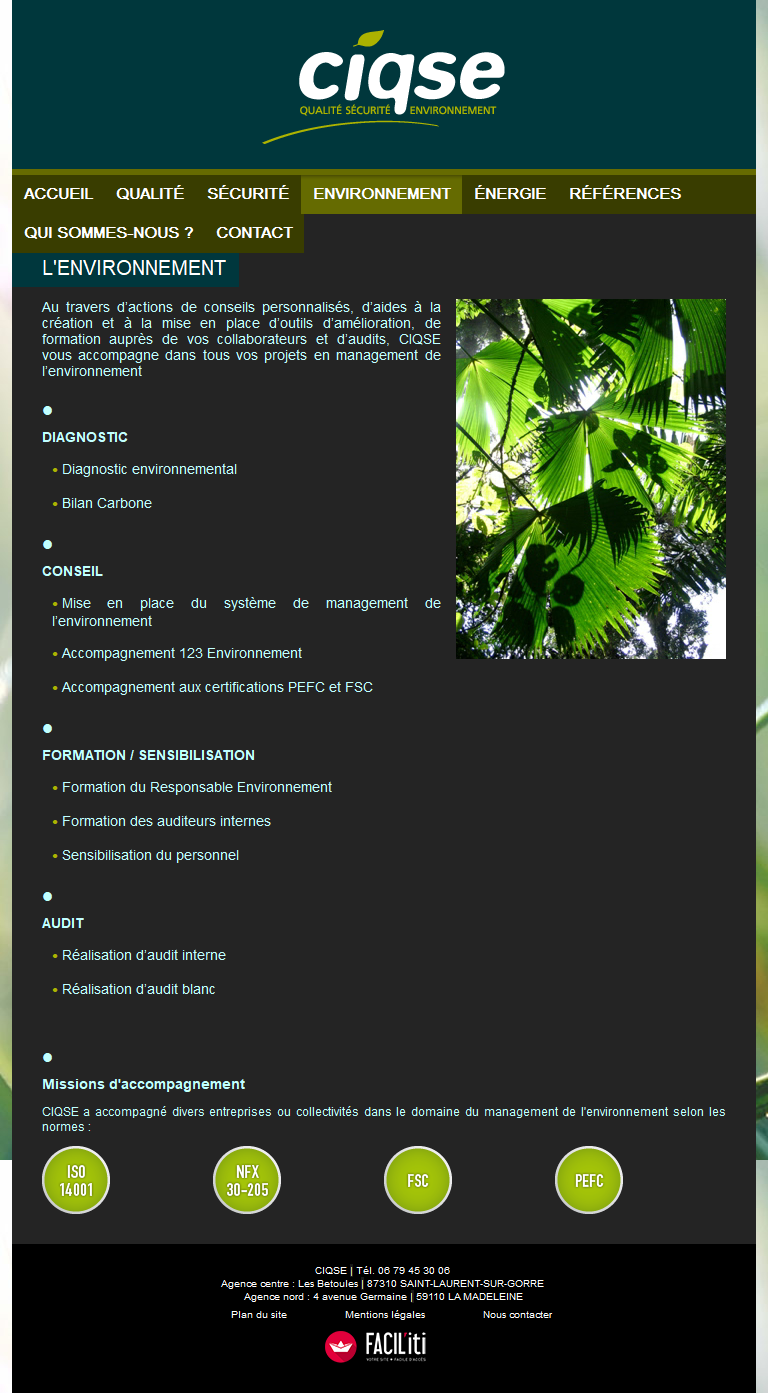 ciqse
QUALITÉ SÉCURITÉ ENVIRONNEMENT
ACCUEIL QUALITÉ SÉCURITÉ ENVIRONNEMENT ÉNERGIE RÉFÉRENCES
QUI SOMMES-NOUS ? CONTACT
L'ENVIRONNEMENT
Au travers d’actions de conseils personnalisés, d’aides à la
création et à la mise en place d’outils d’amélioration, de
formation auprès de vos collaborateurs et d’audits, CIQSE
vous accompagne dans tous vos projets en management de
l’environnement
DIAGNOSTIC
• Diagnostic environnemental
• Bilan Carbone
CONSEIL
• Mise en place du système de management de
l’environnement
• Accompagnement 123 Environnement
• Accompagnement aux certifications PEFC et FSC
FORMATION / SENSIBILISATION
• Formation du Responsable Environnement
• Formation des auditeurs internes
• Sensibilisation du personnel
AUDIT
• Réalisation d’audit interne
• Réalisation d’audit blanc
Missions d'accompagnement
CIQSE a accompagné divers entreprises ou collectivités dans le domaine du management de l'environnement selon les
normes :
ISO
14001
NFX
30-205
FSC
PEFC
CIQSE | Tél. 06 79 45 30 06
Agence centre : Les Betoules | 87310 SAINT-LAURENT-SUR-GORRE
Agence nord : 4 avenue Germaine | 59110 LA MADELEINE
Plan du site Mentions légales Nous contacter
FACIL'iti
VOTRE SITE • FACILE D'ACCÈS